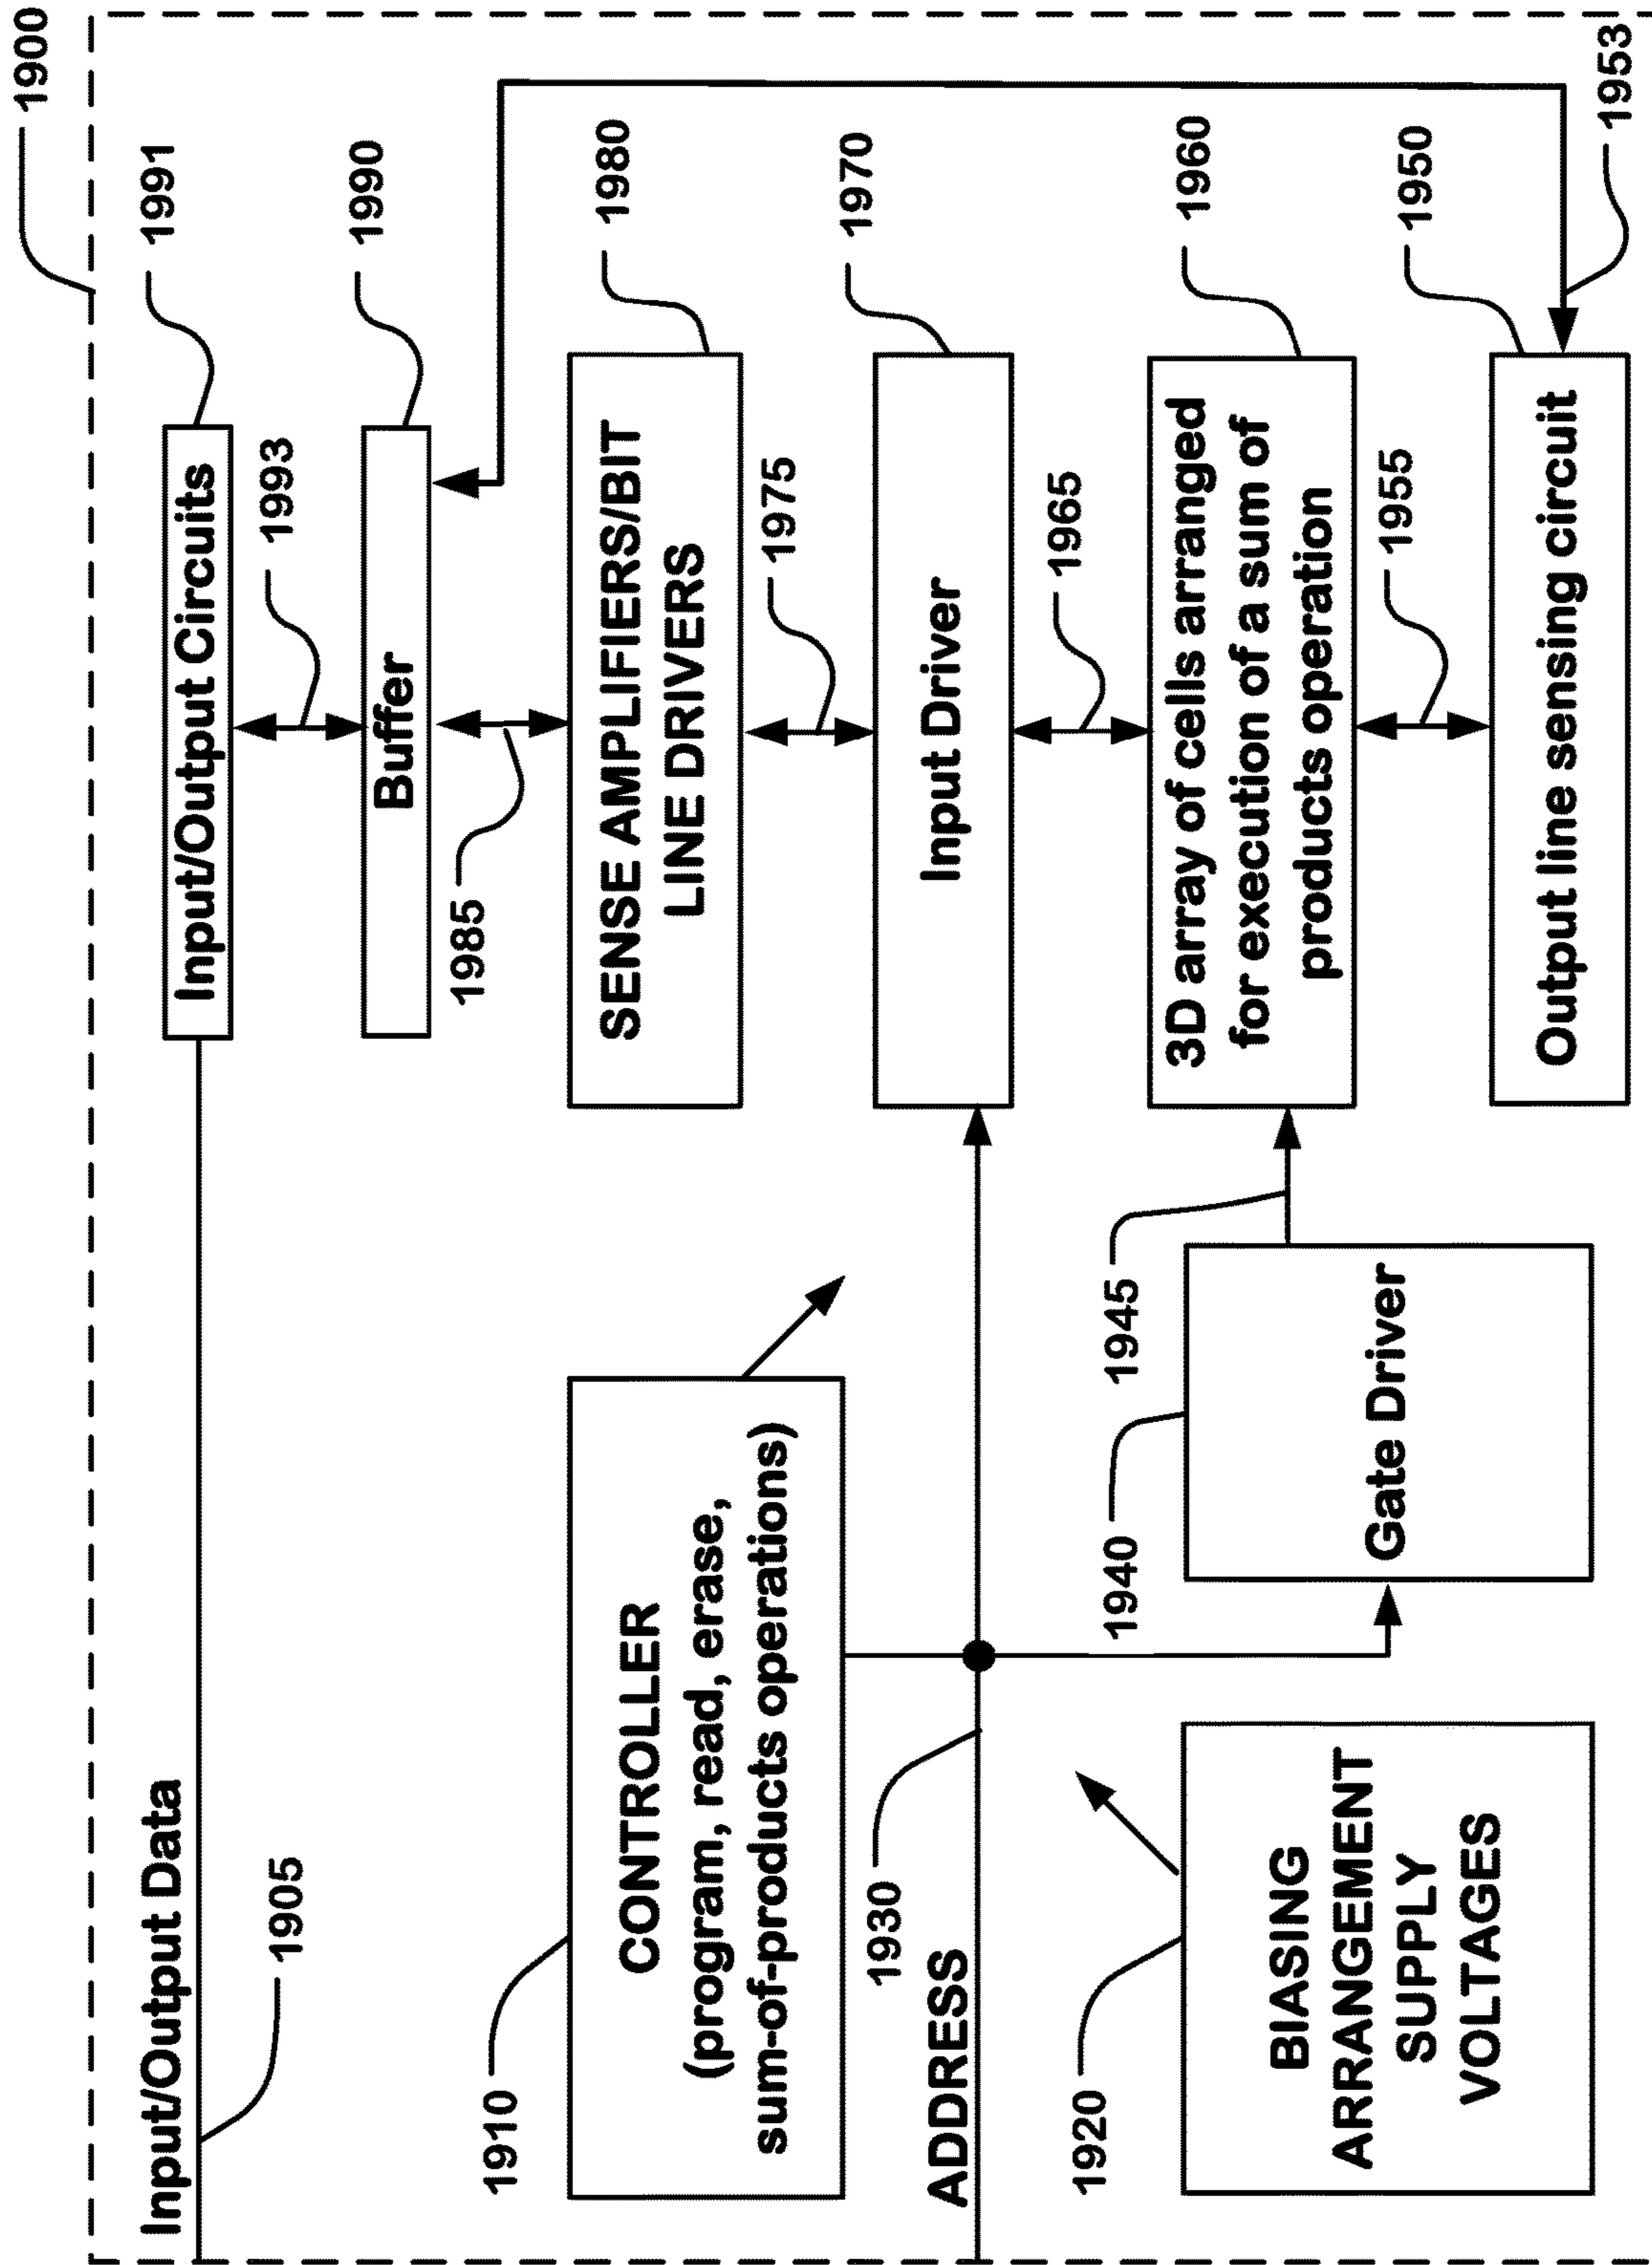 1900
Input/Output Data
1905
Input/Output Circuits
1991
1993
Buffer
1990
1985
CONTROLLER
(program, read, erase,
sum-of-products operations)
1910
SENSE AMPLIFIERS/BIT
LINE DRIVERS
1980
1975
ADDRESS
1930
Input Driver
1970
1965
BIASING
ARRANGEMENT
SUPPLY
VOLTAGES
1920
Gate Driver
1940
1945
3D array of cells arranged
for execution of a sum of
products operation
1960
1955
Output line sensing circuit
1950
1953